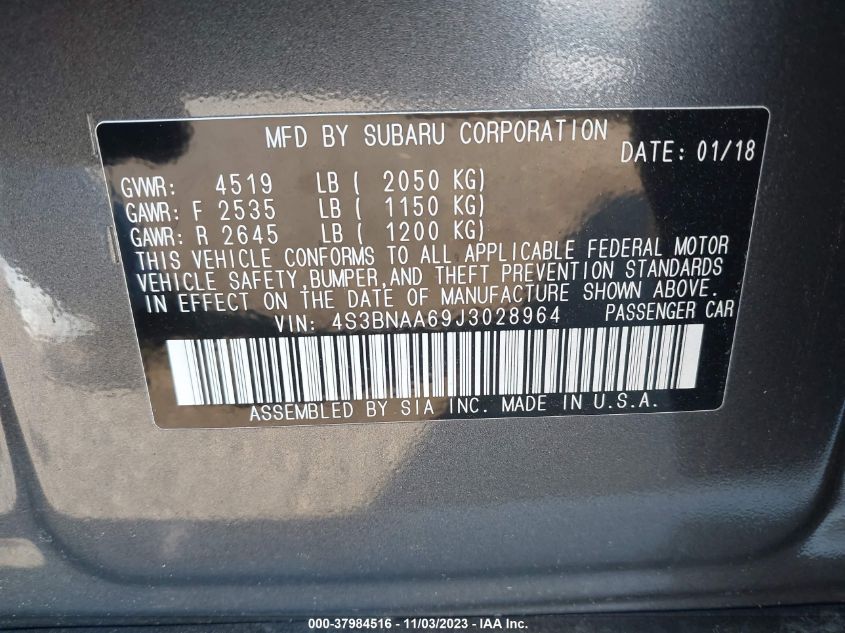 MFD BY SUBARU CORPORATION
DATE: 01/18
GVWR: 4519 LB ( 2050 KG)
GAWR: F 2535 LB ( 1150 KG)
GAWR: R 2645 LB ( 1200 KG)
THIS VEHICLE CONFORMS TO ALL APPLICABLE FEDERAL MOTOR
VEHICLE SAFETY,BUMPER,AND THEFT PREVENTION STANDARDS
IN EFFECT ON THE DATE OF MANUFACTURE SHOWN ABOVE.
VIN: 4S3BNAA69J3028964 PASSENGER CAR
ASSEMBLED BY SIA INC. MADE IN U.S.A.
000-37984516 - 11/03/2023 - IAA Inc.